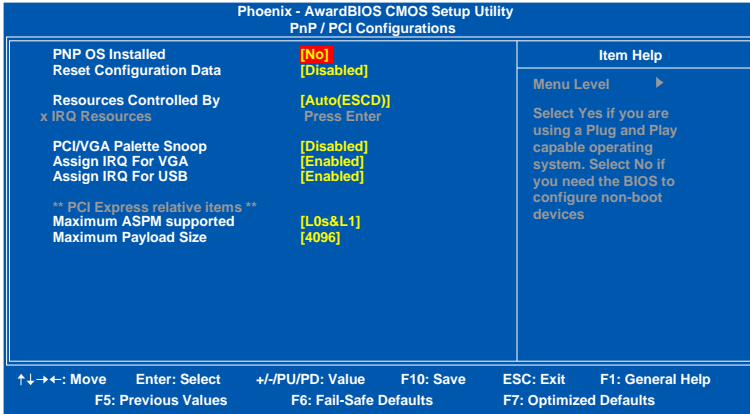 Phoenix - AwardBIOS CMOS Setup Utility
PnP / PCI Configurations
PNP OS Installed [No]
Reset Configuration Data [Disabled]
Resources Controlled By [Auto(ESCD)]
x IRQ Resources Press Enter
PCI/VGA Palette Snoop [Disabled]
Assign IRQ For VGA [Enabled]
Assign IRQ For USB [Enabled]
** PCI Express relative items **
Maximum ASPM supported [L0s&L1]
Maximum Payload Size [4096]
Item Help
Menu Level ▶
Select Yes if you are
using a Plug and Play
capable operating
system. Select No if
you need the BIOS to
configure non-boot
devices
↑↓→←: Move Enter: Select +/-/PU/PD: Value F10: Save ESC: Exit F1: General Help
F5: Previous Values F6: Fail-Safe Defaults F7: Optimized Defaults